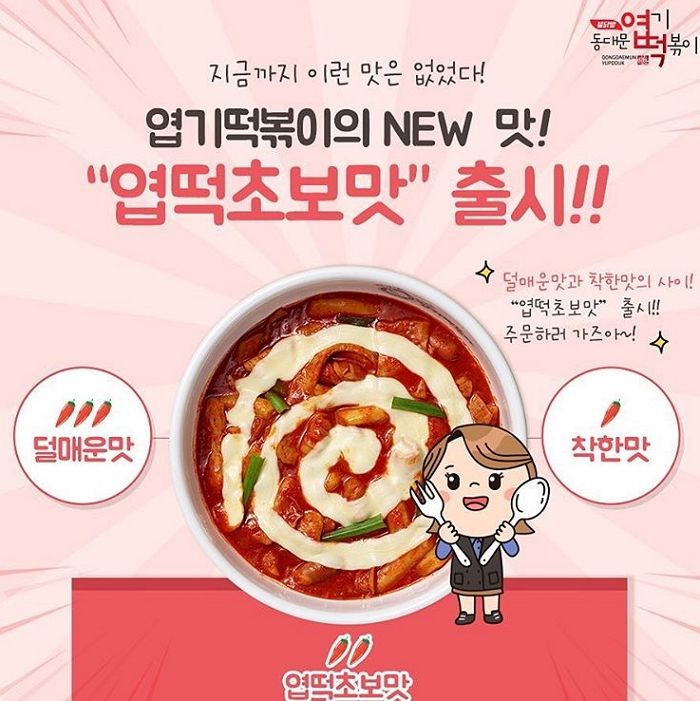 불닭발
엽기
동대문 떡볶이
DONGDAEMUN
YUPDDUK
지금까지 이런 맛은 없었다!
엽기떡볶이의 NEW 맛!
“엽떡초보맛” 출시!!
덜매운맛과 착한맛의 사이!
“엽떡초보맛” 출시!!
주문하러 가즈아~!
덜매운맛
착한맛
엽떡초보맛